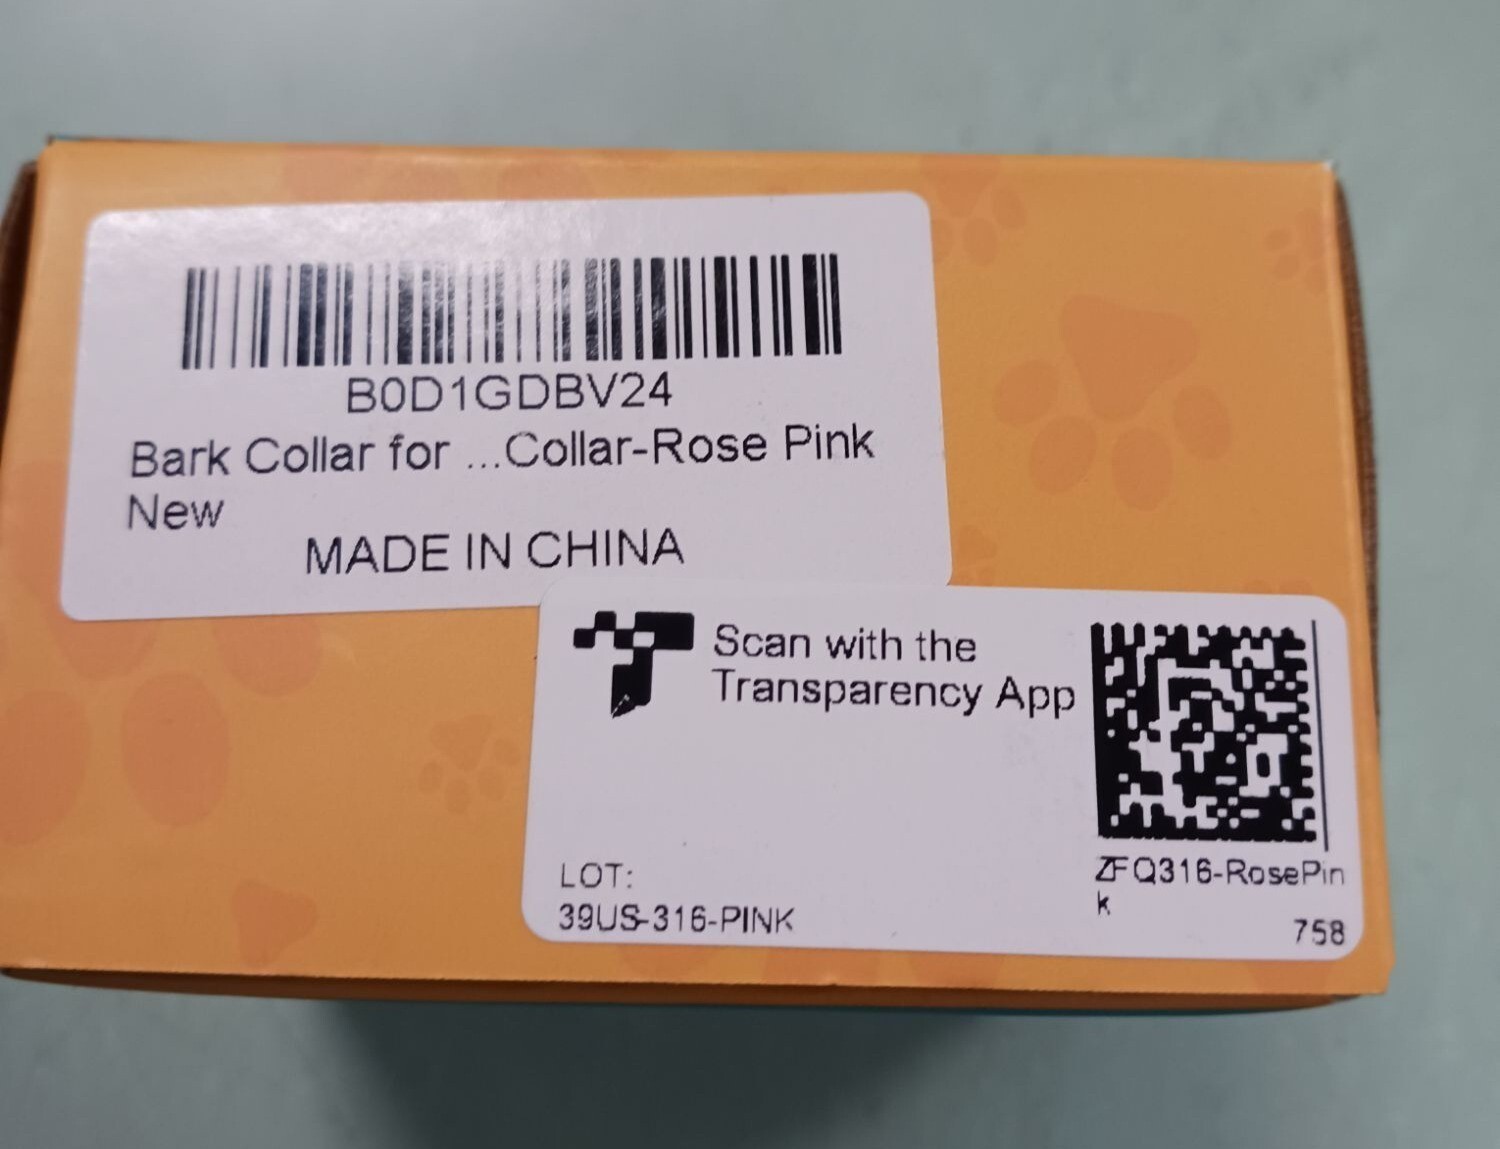 B0D1GDBV24
Bark Collar for ...Collar-Rose Pink
New
MADE IN CHINA
Scan with the
Transparency App
LOT:
39US-316-PINK
ZFQ316-RosePin
k
758